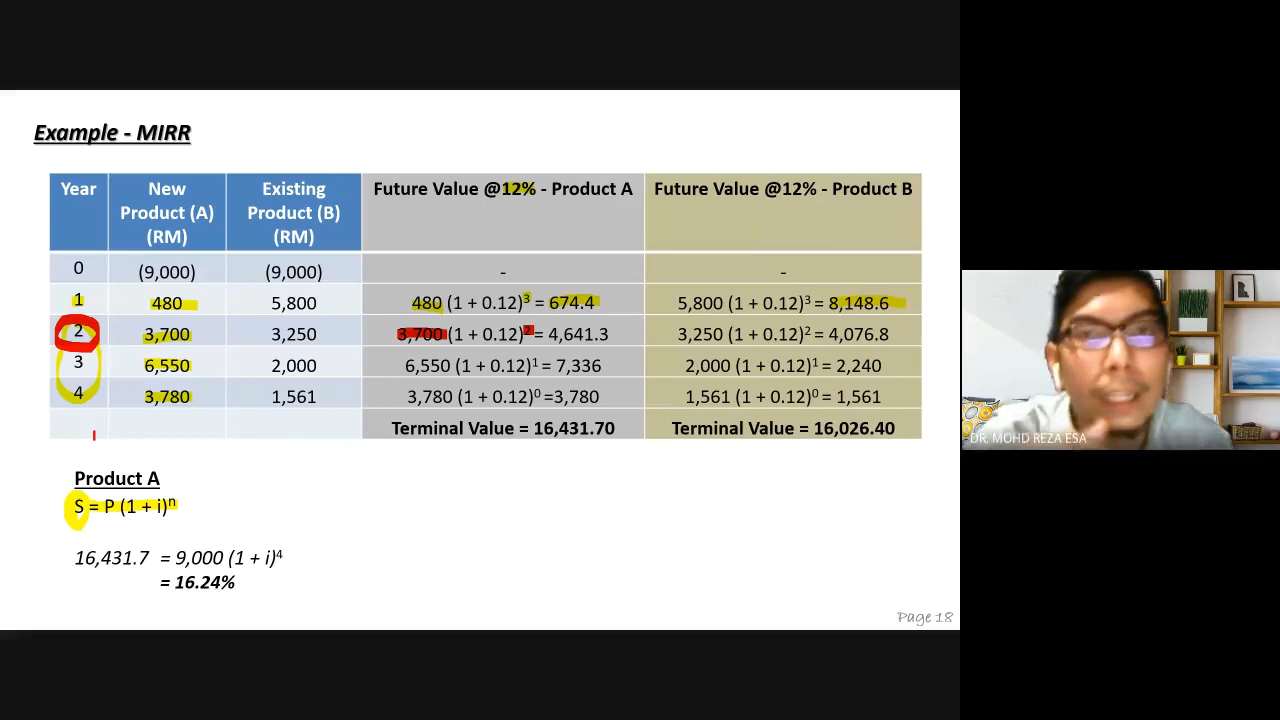 Example - MIRR
Year New Product (A) (RM) Existing Product (B) (RM) Future Value @12% - Product A Future Value @12% - Product B
0 (9,000) (9,000) - -
1 480 5,800 480 (1 + 0.12)³ = 674.4 5,800 (1 + 0.12)³ = 8,148.6
2 3,700 3,250 3,700 (1 + 0.12)² = 4,641.3 3,250 (1 + 0.12)² = 4,076.8
3 6,550 2,000 6,550 (1 + 0.12)¹ = 7,336 2,000 (1 + 0.12)¹ = 2,240
4 3,780 1,561 3,780 (1 + 0.12)⁰ =3,780 1,561 (1 + 0.12)⁰ = 1,561
Terminal Value = 16,431.70 Terminal Value = 16,026.40
Product A
S = P (1 + i)ⁿ
16,431.7 = 9,000 (1 + i)⁴
= 16.24%
Page 18
DR. MOHD REZA ESA